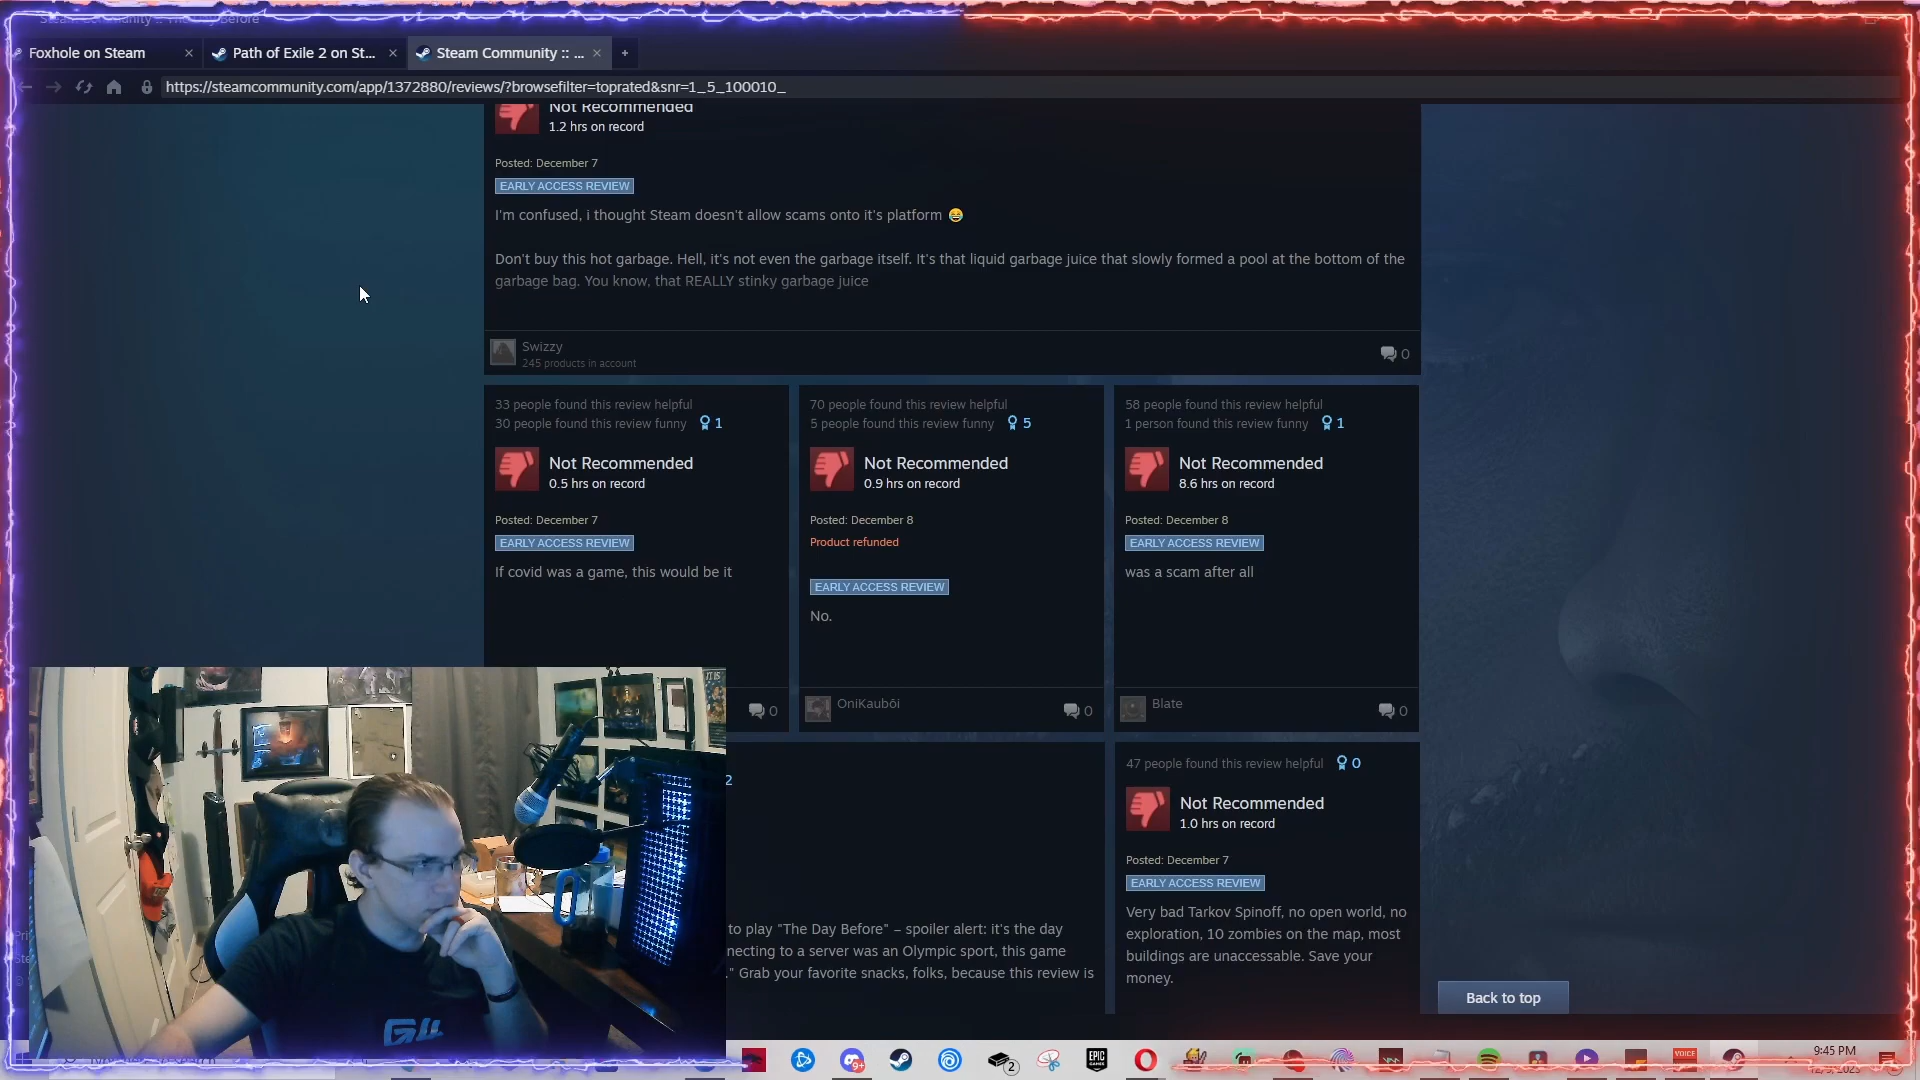 Steam Community :: The Day Before
Foxhole on Steam
Path of Exile 2 on St...
Steam Community :: ...
https://steamcommunity.com/app/1372880/reviews/?browsefilter=toprated&snr=1_5_100010_
Not Recommended
1.2 hrs on record
Posted: December 7
EARLY ACCESS REVIEW
I'm confused, i thought Steam doesn't allow scams onto it's platform 😂
Don't buy this hot garbage. Hell, it's not even the garbage itself. It's that liquid garbage juice that slowly formed a pool at the bottom of the
garbage bag. You know, that REALLY stinky garbage juice
Swizzy
245 products in account
0
33 people found this review helpful
30 people found this review funny
1
Not Recommended
0.5 hrs on record
Posted: December 7
EARLY ACCESS REVIEW
If covid was a game, this would be it
0
70 people found this review helpful
5 people found this review funny
5
Not Recommended
0.9 hrs on record
Posted: December 8
Product refunded
EARLY ACCESS REVIEW
No.
OniKaubōi
0
58 people found this review helpful
1 person found this review funny
1
Not Recommended
8.6 hrs on record
Posted: December 8
EARLY ACCESS REVIEW
was a scam after all
Blate
0
2
to play "The Day Before" – spoiler alert: it's the day
necting to a server was an Olympic sport, this game
." Grab your favorite snacks, folks, because this review is
47 people found this review helpful
0
Not Recommended
1.0 hrs on record
Posted: December 7
EARLY ACCESS REVIEW
Very bad Tarkov Spinoff, no open world, no
exploration, 10 zombies on the map, most
buildings are unaccessable. Save your
money.
Back to top
9+
2
EPIC
GAMES
VOICE
9:45 PM